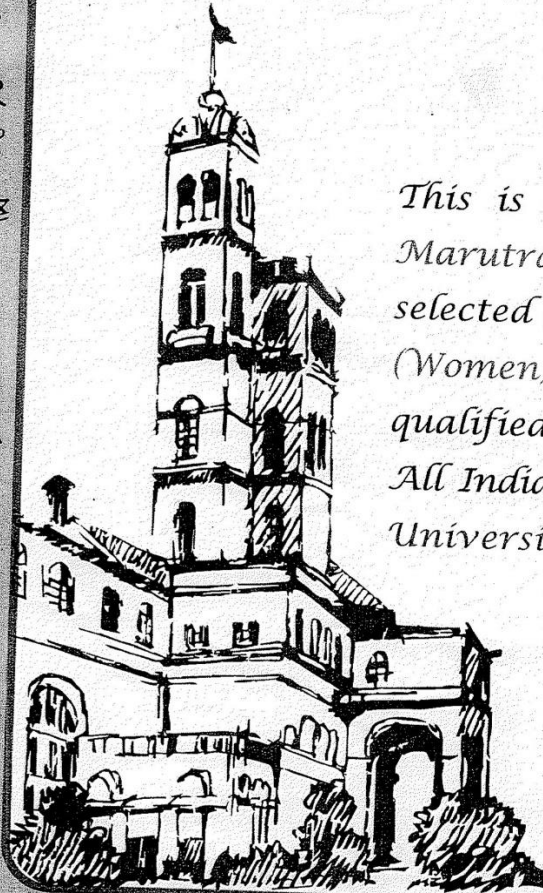 This is
Marutra
selected
(Women
qualified
All India
Universi